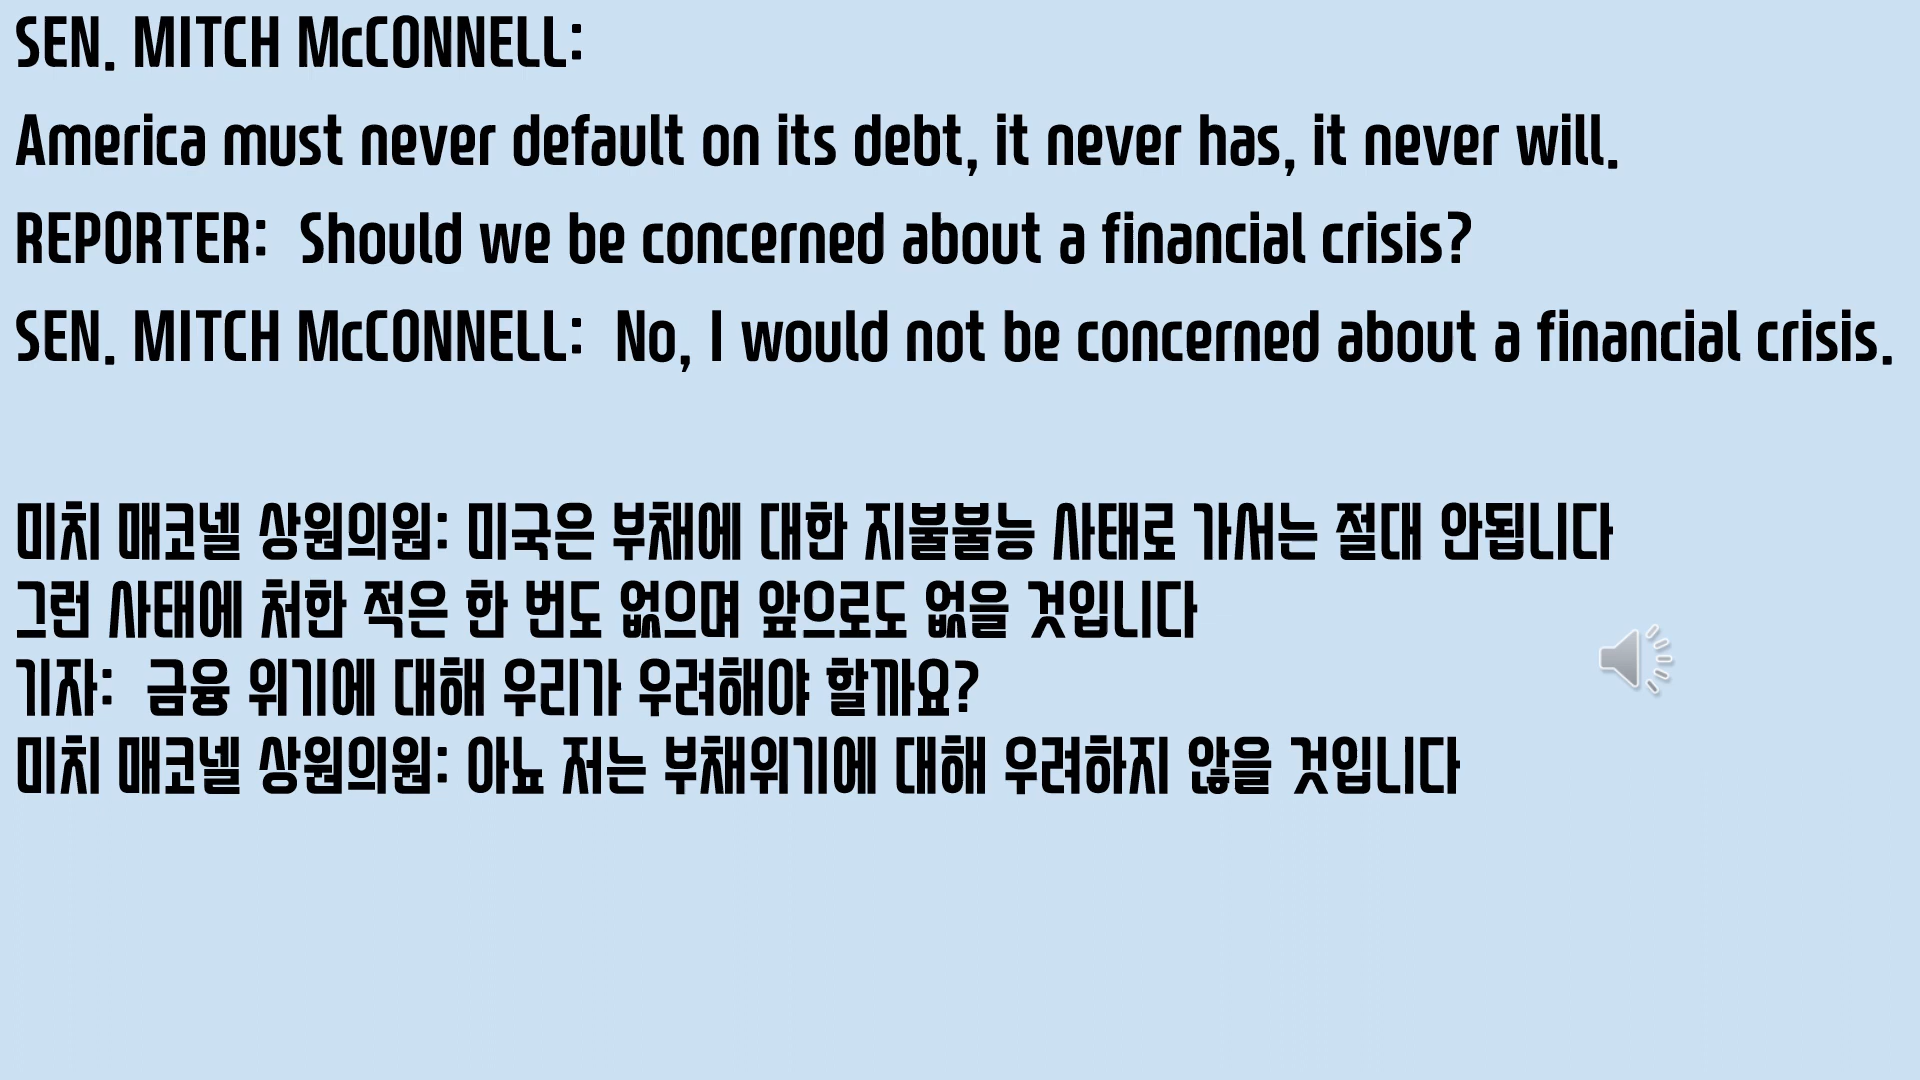 SEN. MITCH McCONNELL:
America must never default on its debt, it never has, it never will.
REPORTER: Should we be concerned about a financial crisis?
SEN. MITCH McCONNELL: No, I would not be concerned about a financial crisis.
미치 매코넬 상원의원: 미국은 부채에 대한 지불불능 사태로 가서는 절대 안됩니다
그런 사태에 처한 적은 한 번도 없으며 앞으로도 없을 것입니다
기자: 금융 위기에 대해 우리가 우려해야 할까요?
미치 매코넬 상원의원: 아뇨 저는 부채위기에 대해 우려하지 않을 것입니다